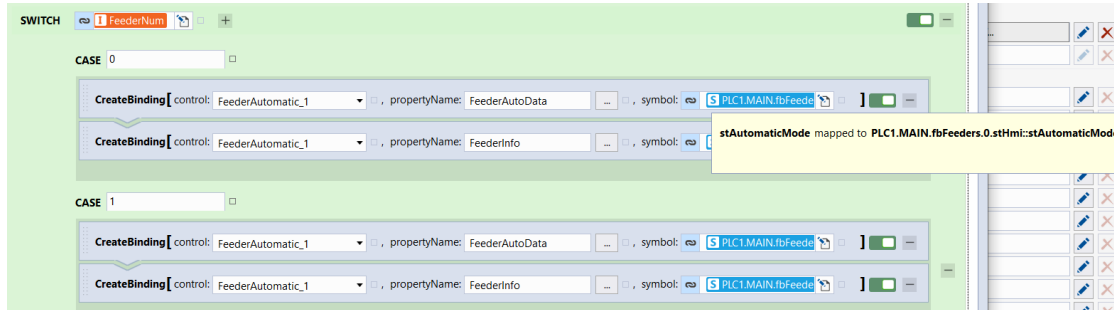 SWITCH I FeederNum +
...
CASE 0
CreateBinding[ control: FeederAutomatic_1 , propertyName: FeederAutoData ... , symbol: S PLC1.MAIN.fbFeede ]
stAutomaticMode mapped to PLC1.MAIN.fbFeeders.0.stHmi::stAutomaticMode
CreateBinding[ control: FeederAutomatic_1 , propertyName: FeederInfo ... , symbol:
CASE 1
CreateBinding[ control: FeederAutomatic_1 , propertyName: FeederAutoData ... , symbol: S PLC1.MAIN.fbFeede ]
CreateBinding[ control: FeederAutomatic_1 , propertyName: FeederInfo ... , symbol: S PLC1.MAIN.fbFeede ]